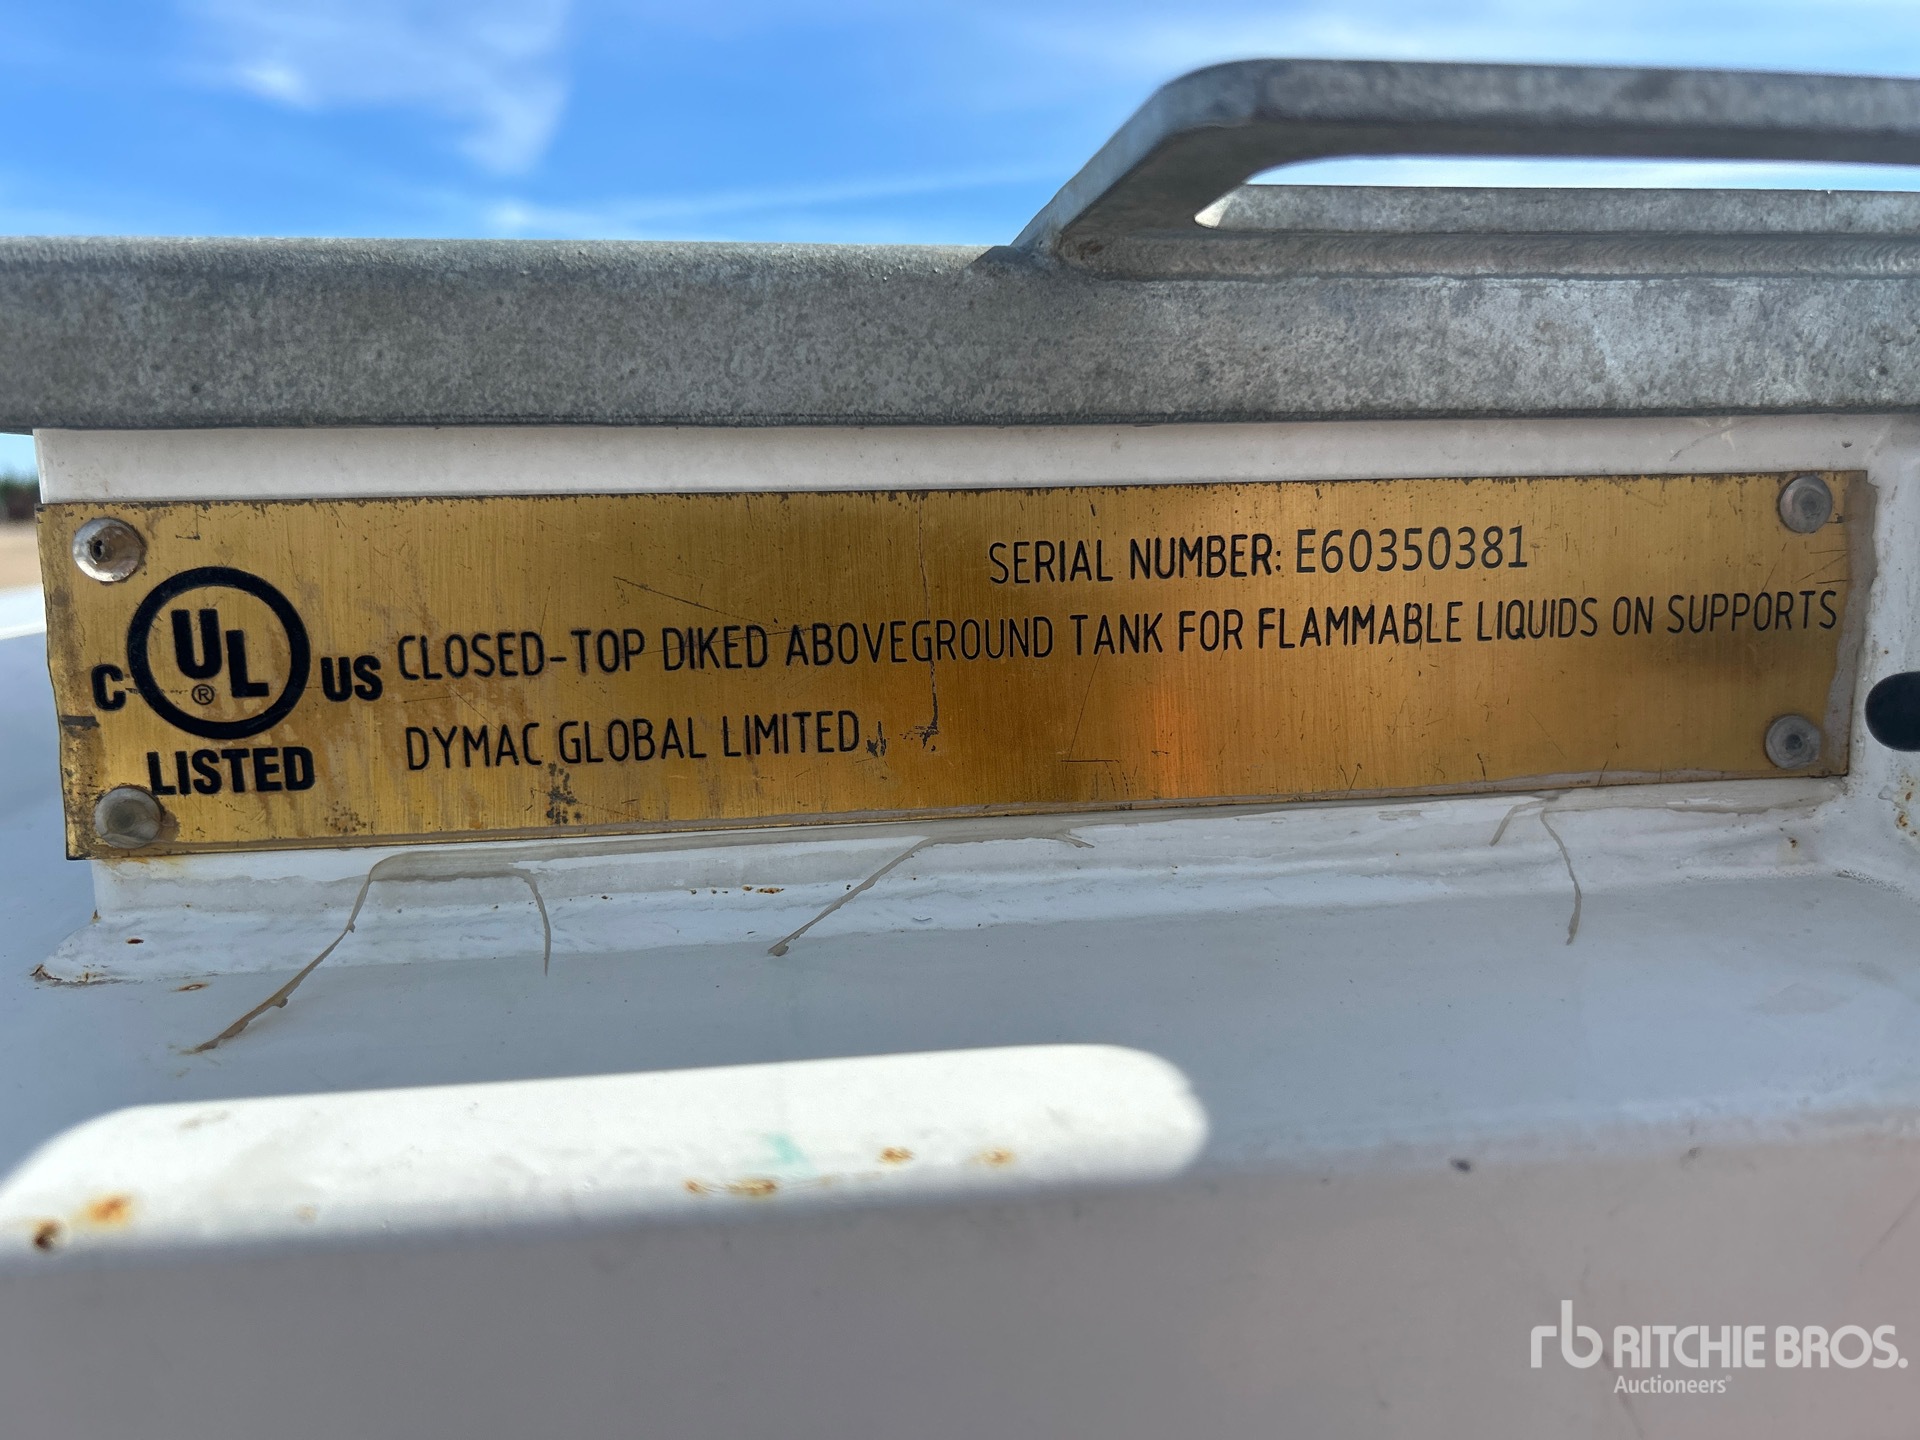 SERIAL NUMBER: E60350381
C UL® US CLOSED-TOP DIKED ABOVEGROUND TANK FOR FLAMMABLE LIQUIDS ON SUPPORTS
DYMAC GLOBAL LIMITED
LISTED
rb RITCHIE BROS.
Auctioneers®